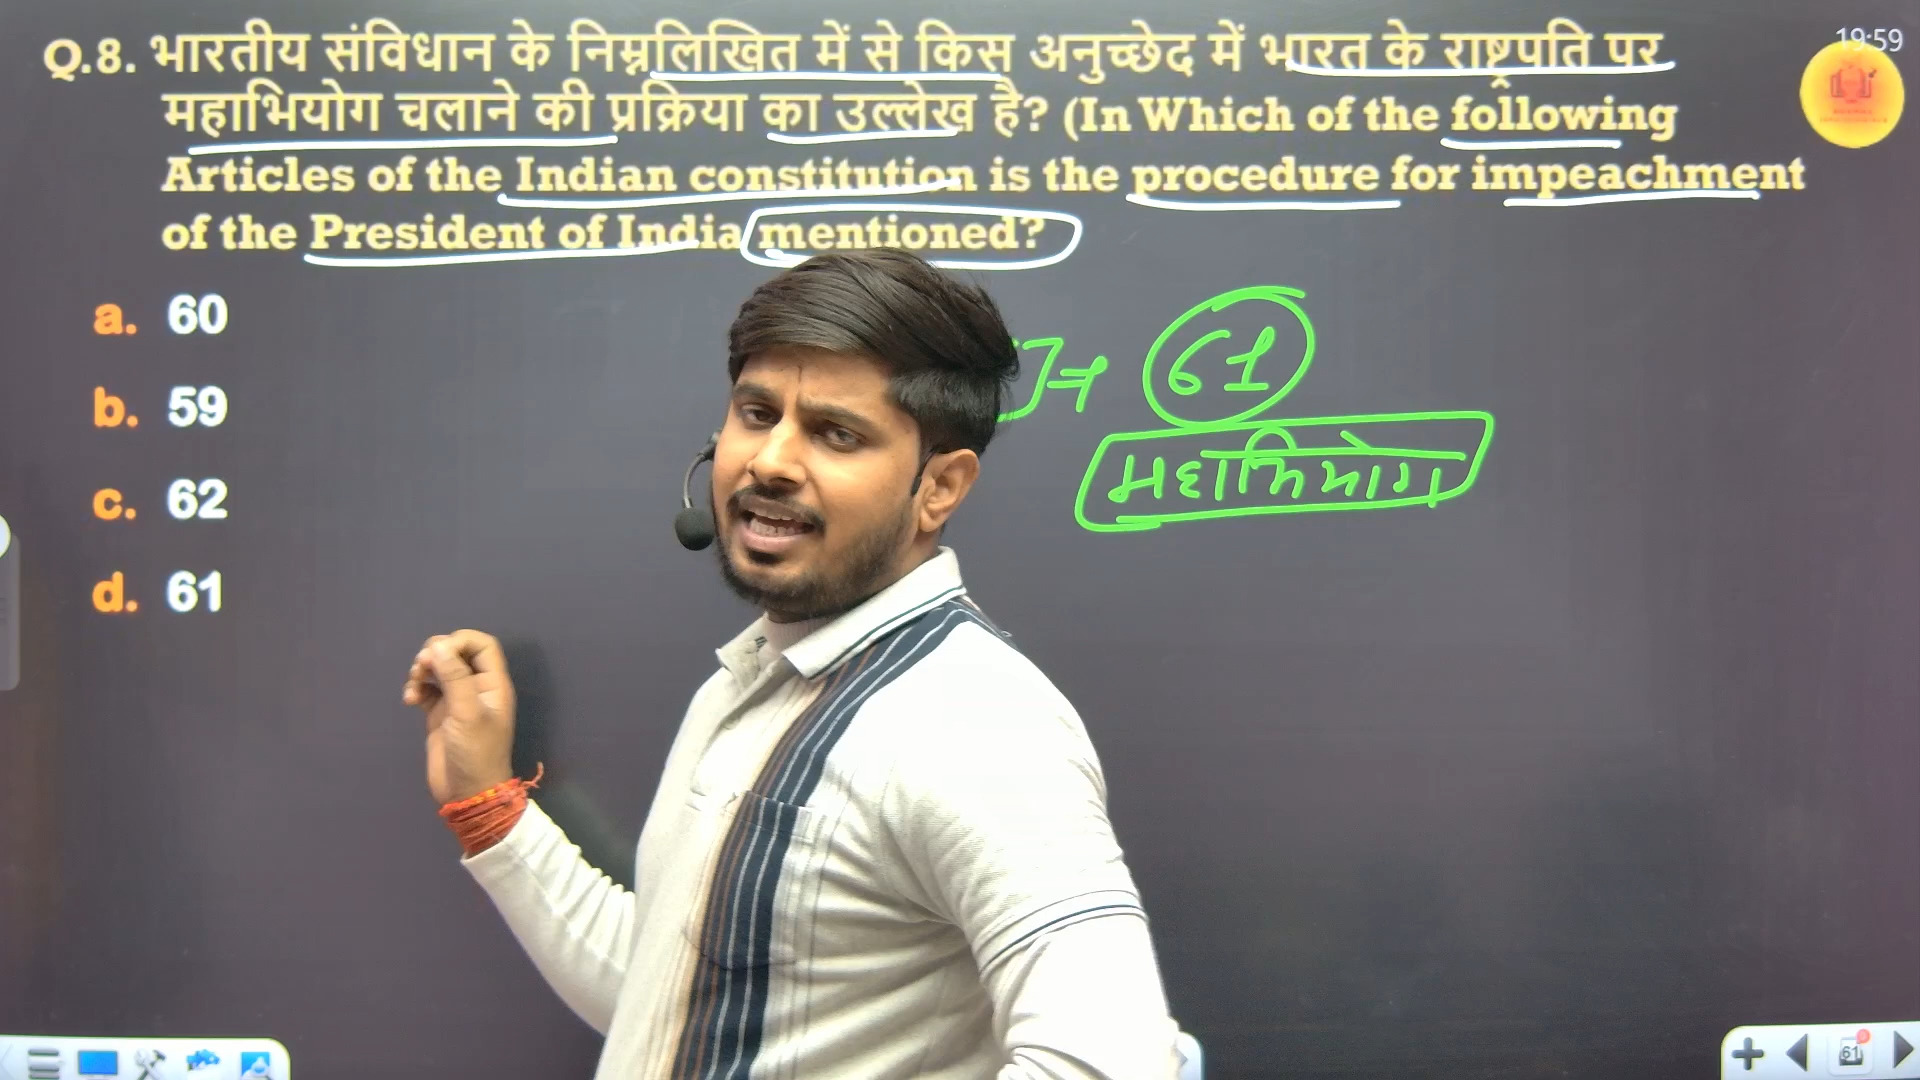 19:59
Q.8. भारतीय संविधान के निम्नलिखित में से किस अनुच्छेद में भारत के राष्ट्रपति पर
महाभियोग चलाने की प्रक्रिया का उल्लेख है? (In Which of the following
Articles of the Indian constitution is the procedure for impeachment
of the President of India mentioned?
a. 60
b. 59
c. 62
d. 61
61
महाभियोग
61